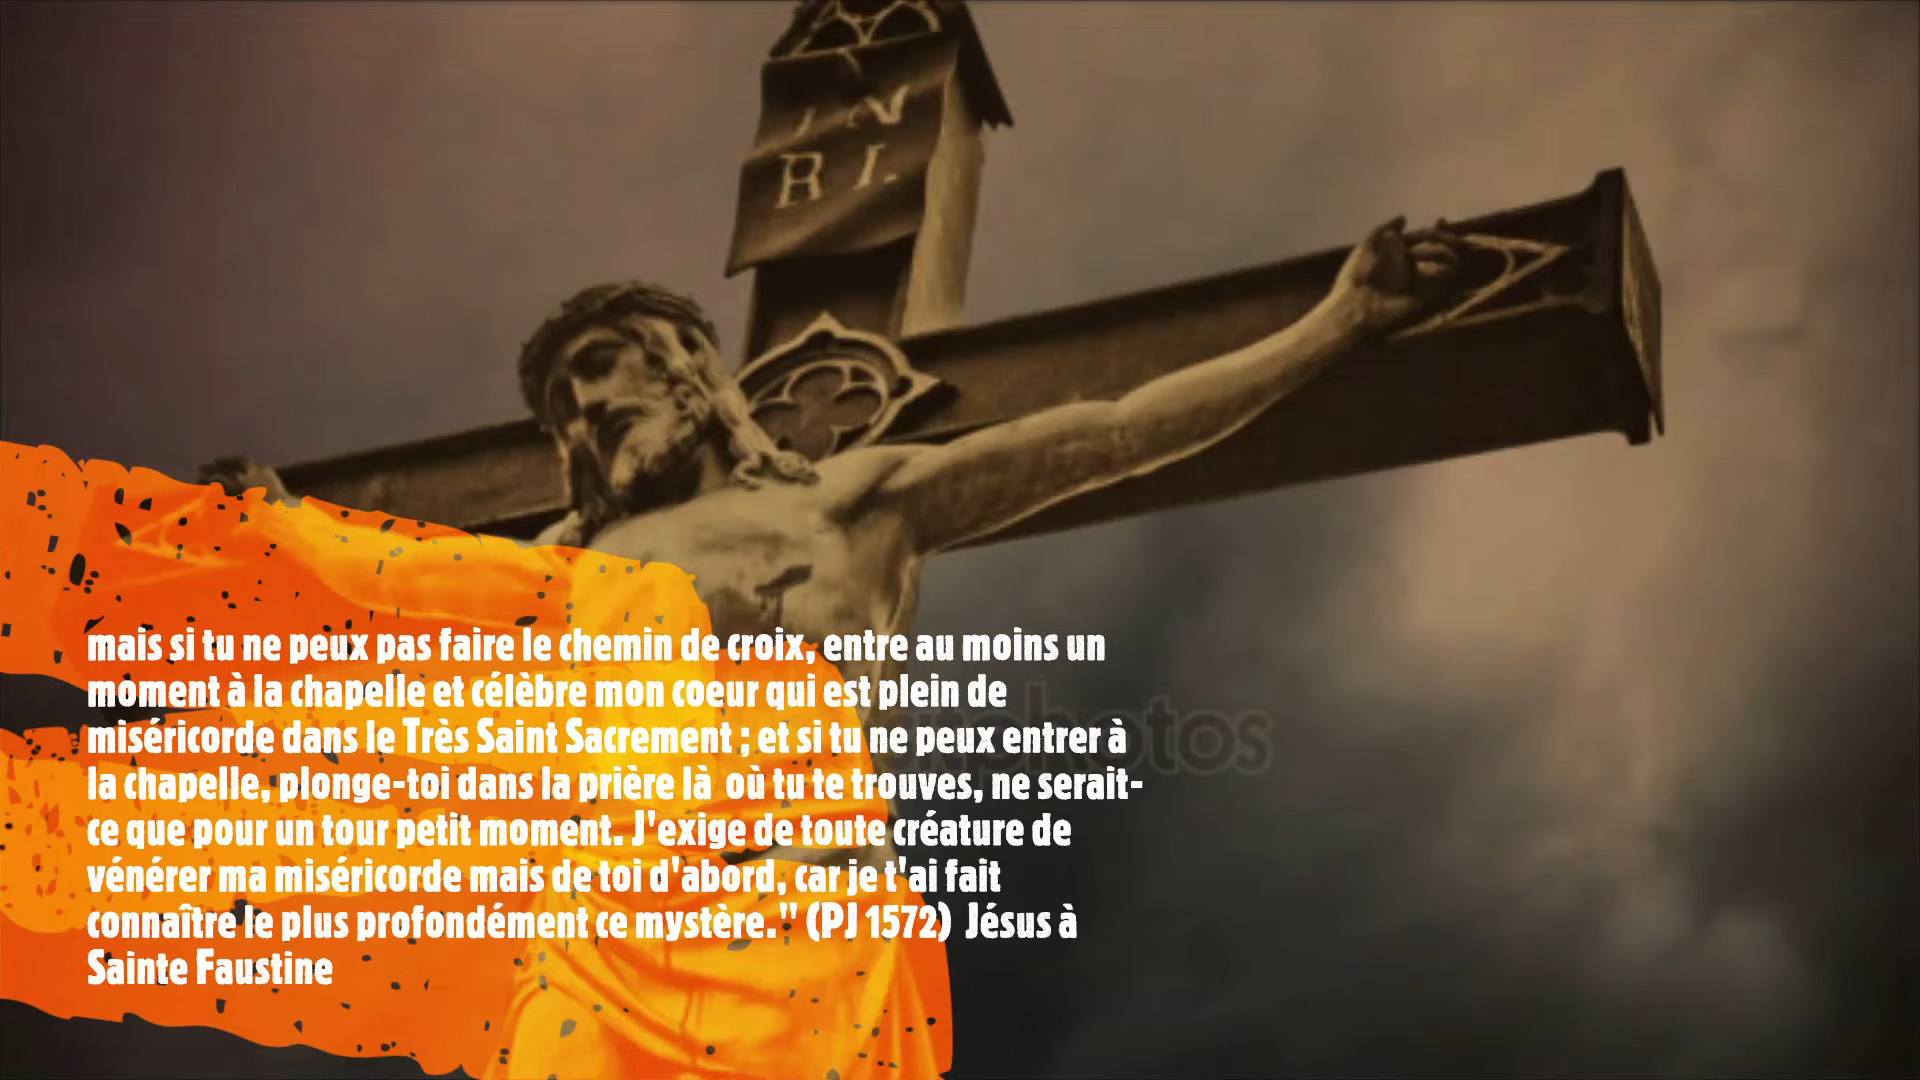 IN
RI.
mais si tu ne peux pas faire le chemin de croix, entre au moins un
moment à la chapelle et célèbre mon coeur qui est plein de
miséricorde dans le Très Saint Sacrement ; et si tu ne peux entrer à
la chapelle, plonge-toi dans la prière là où tu te trouves, ne serait-
ce que pour un tour petit moment. J'exige de toute créature de
vénérer ma miséricorde mais de toi d'abord, car je t'ai fait
connaître le plus profondément ce mystère." (PJ 1572) Jésus à
Sainte Faustine